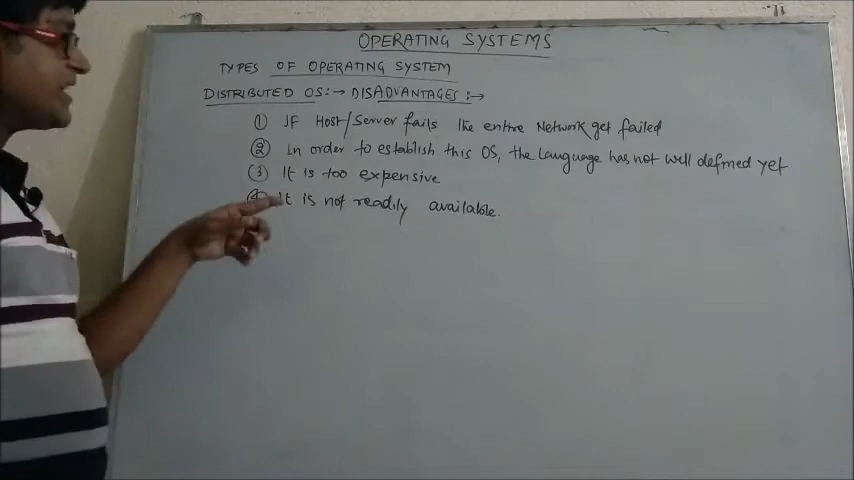 OPERATING SYSTEMS
TYPES OF OPERATING SYSTEM
DISTRIBUTED OS:→ DISADVANTAGES:→
① IF Host/Server fails the entire Network get failed
② In order to establish this OS, the Language has not well defined yet
③ It is too expensive
④ It is not readily available.